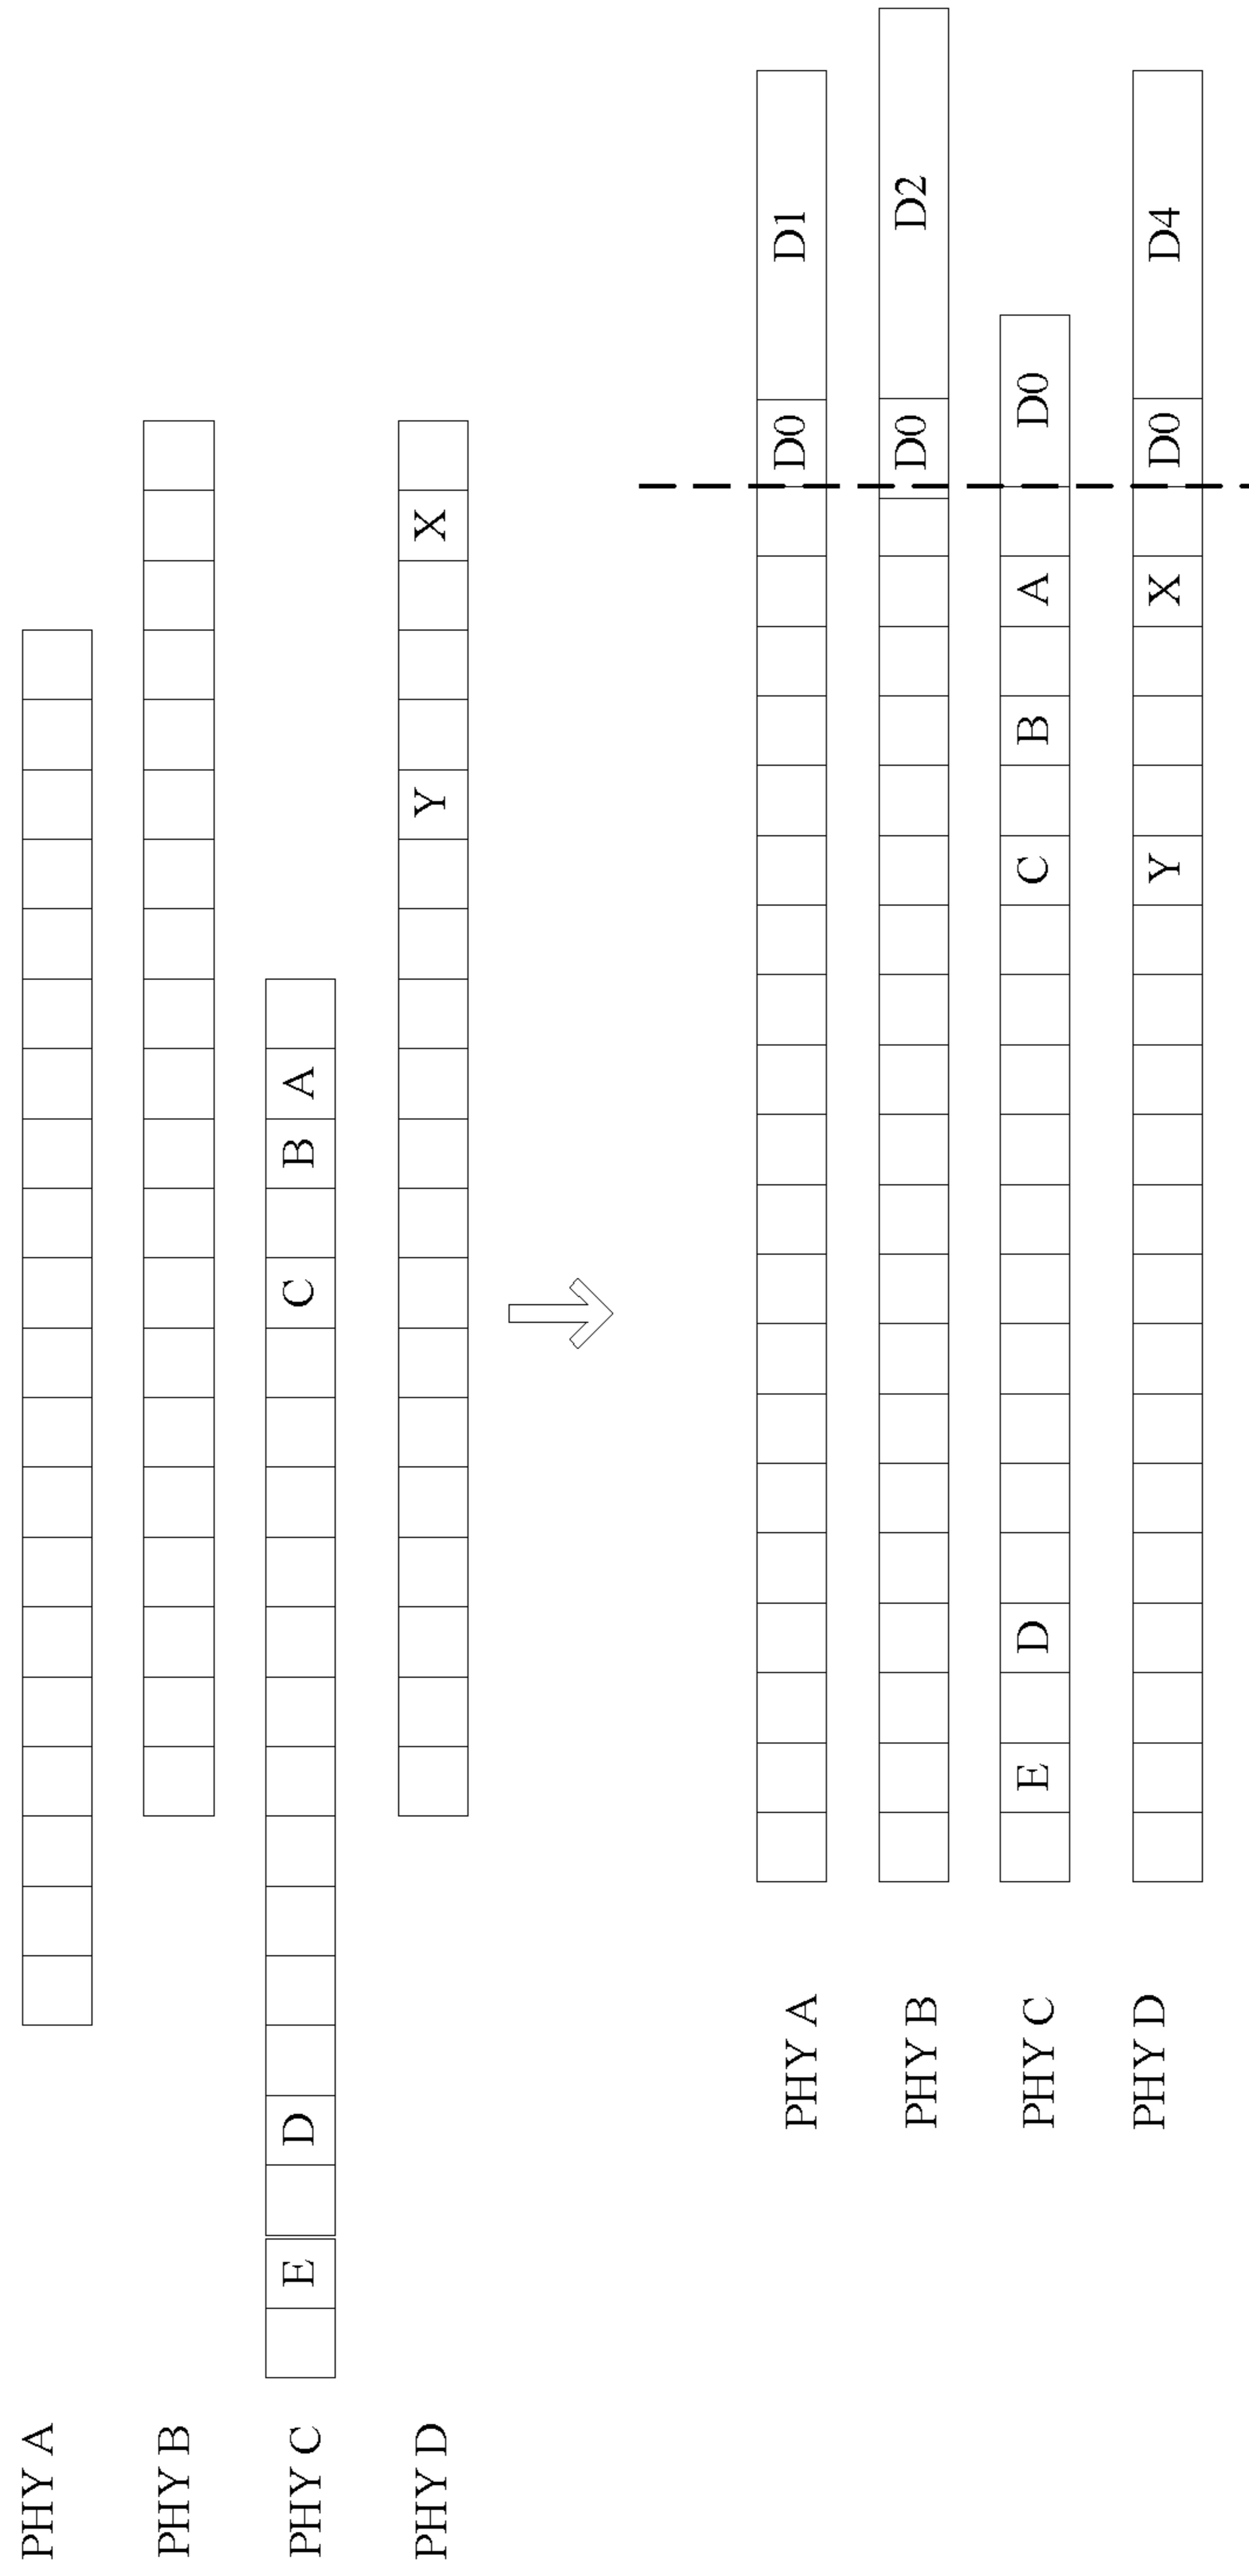 PHY A
PHY B
PHY C E D C B A
PHY D Y X
PHY A D0 D1
PHY B D0 D2
PHY C E D C B A D0
PHY D Y X D0 D4